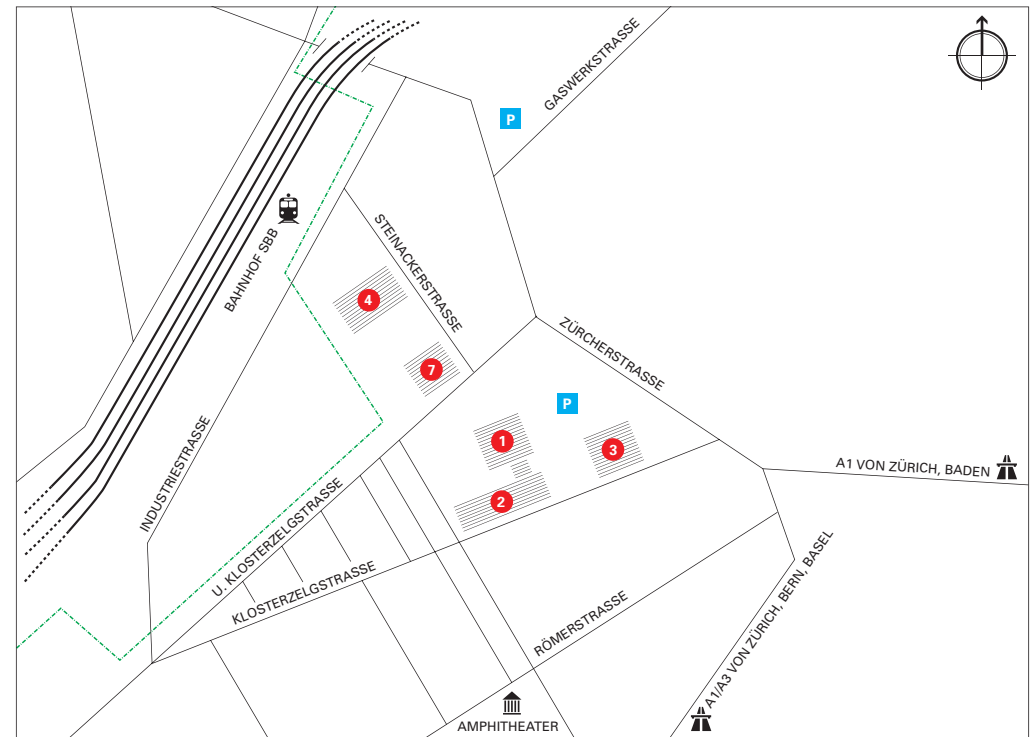 GASWERKSTRASSE
P
STEINACKERSTRASSE
BAHNHOF SBB
4
ZÜRCHERSTRASSE
7
P
1
3
INDUSTRIESTRASSE
A1 VON ZÜRICH, BADEN
2
U. KLOSTERZELGSTRASSE
KLOSTERZELGSTRASSE
RÖMERSTRASSE
A1/A3 VON ZÜRICH, BERN, BASEL
AMPHITHEATER